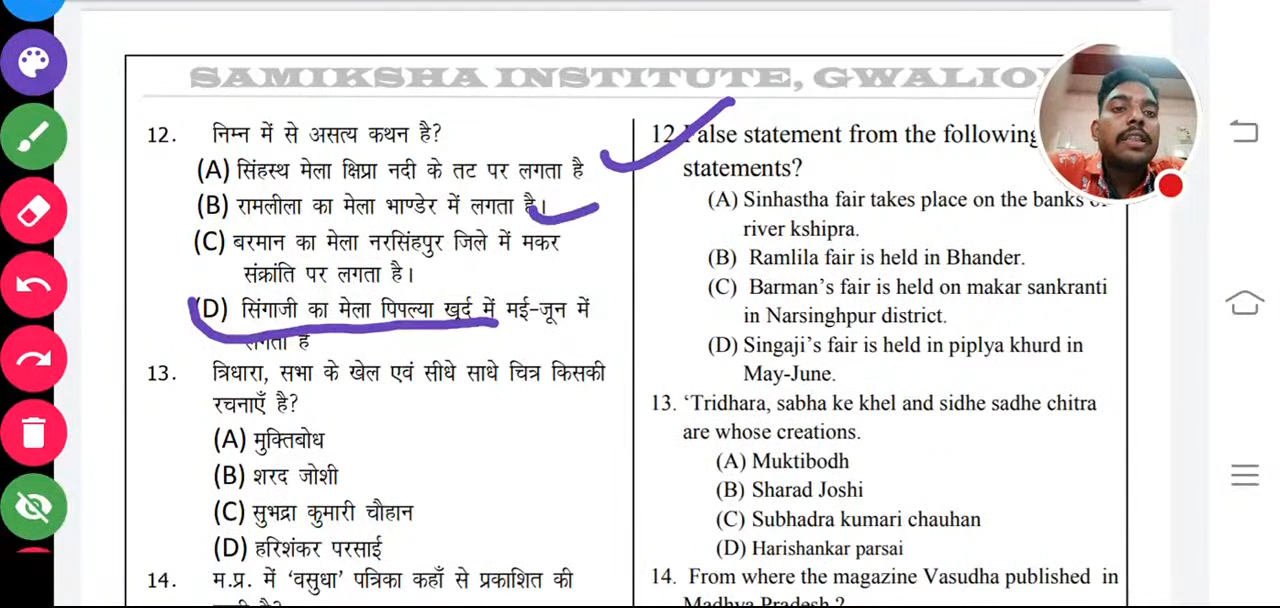 SAMIKSHA INSTITUTE, GWALIO
12. निम्न में से असत्य कथन है?
(A) सिंहस्थ मेला क्षिप्रा नदी के तट पर लगता है
(B) रामलीला का मेला भाण्डेर में लगता है।
(C) बरमान का मेला नरसिंहपुर जिले में मकर
संक्रांति पर लगता है।
(D) सिंगाजी का मेला पिपल्या खुर्द में मई-जून में
लगता है
13. त्रिधारा, सभा के खेल एवं सीधे साधे चित्र किसकी
रचनाएँ है?
(A) मुक्तिबोध
(B) शरद जोशी
(C) सुभद्रा कुमारी चौहान
(D) हरिशंकर परसाई
14. म.प्र. में ‘वसुधा’ पत्रिका कहाँ से प्रकाशित की
12. False statement from the following
statements?
(A) Sinhastha fair takes place on the banks
river kshipra.
(B) Ramlila fair is held in Bhander.
(C) Barman’s fair is held on makar sankranti
in Narsinghpur district.
(D) Singaji’s fair is held in piplya khurd in
May-June.
13. ‘Tridhara, sabha ke khel and sidhe sadhe chitra
are whose creations.
(A) Muktibodh
(B) Sharad Joshi
(C) Subhadra kumari chauhan
(D) Harishankar parsai
14. From where the magazine Vasudha published in
Madhya Pradesh ?